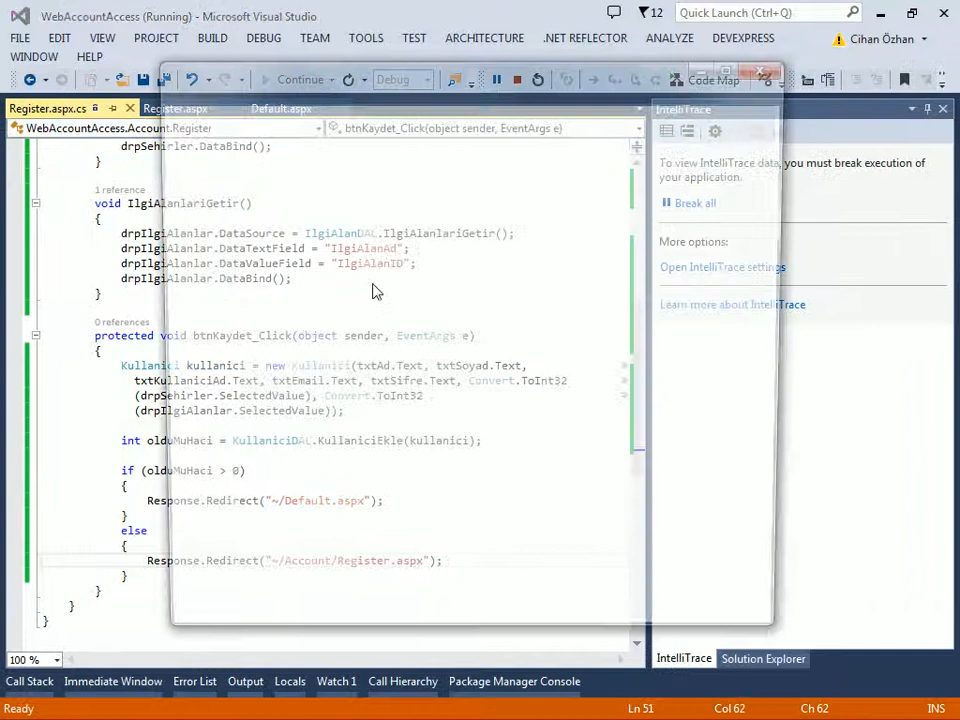 WebAccountAccess (Running) - Microsoft Visual Studio
12
Quick Launch (Ctrl+Q)
FILE EDIT VIEW PROJECT BUILD DEBUG TEAM TOOLS TEST ARCHITECTURE .NET REFLECTOR ANALYZE DEVEXPRESS
Cihan Özhan
WINDOW HELP
Continue
Debug
Code Map
Register.aspx.cs
Register.aspx
Default.aspx
IntelliTrace
WebAccountAccess.Account.Register
btnKaydet_Click(object sender, EventArgs e)
drpSehirler.DataBind();
}
1 reference
void IlgiAlanlariGetir()
{
drpIlgiAlanlar.DataSource = IlgiAlanDAL.IlgiAlanlariGetir();
drpIlgiAlanlar.DataTextField = "IlgiAlanAd";
drpIlgiAlanlar.DataValueField = "IlgiAlanID";
drpIlgiAlanlar.DataBind();
}
0 references
protected void btnKaydet_Click(object sender, EventArgs e)
{
Kullanici kullanici = new Kullanici(txtAd.Text, txtSoyad.Text,
txtKullaniciAd.Text, txtEmail.Text, txtSifre.Text, Convert.ToInt32
(drpSehirler.SelectedValue), Convert.ToInt32
(drpIlgiAlanlar.SelectedValue));
int olduMuHaci = KullaniciDAL.KullaniciEkle(kullanici);
if (olduMuHaci > 0)
{
Response.Redirect("~/Default.aspx");
}
else
{
Response.Redirect("~/Account/Register.aspx");
}
}
}
}
To view IntelliTrace data, you must break execution of
your application.
Break all
More options:
Open IntelliTrace settings
Learn more about IntelliTrace
100 %
IntelliTrace Solution Explorer
Call Stack Immediate Window Error List Output Locals Watch 1 Call Hierarchy Package Manager Console
Ready Ln 51 Col 62 Ch 62 INS